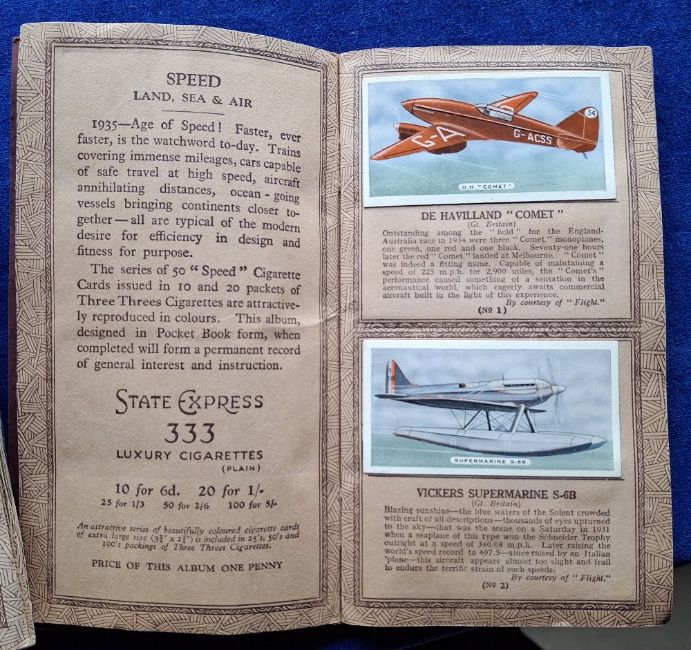 SPEED
LAND, SEA & AIR
1935—Age of Speed! Faster, ever
faster, is the watchword to-day. Trains
covering immense mileages, cars capable
of safe travel at high speed, aircraft
annihilating distances, ocean-going
vessels bringing continents closer to-
gether—all are typical of the modern
desire for efficiency in design and
fitness for purpose.
The series of 50 "Speed" Cigarette
Cards issued in 10 and 20 packets of
Three Threes Cigarettes are attractive-
ly reproduced in colours. This album,
designed in Pocket Book form, when
completed will form a permanent record
of general interest and instruction.
STATE EXPRESS
333
LUXURY CIGARETTES
(PLAIN)
10 for 6d. 20 for 1/-
25 for 1/3 50 for 2/6 100 for 5/-
An attractive series of beautifully coloured cigarette cards
of extra large size (3¾" x 2½") is included in 25's, 50's and
100's packings of Three Threes Cigarettes.
PRICE OF THIS ALBUM ONE PENNY
34
G-A
G-ACSS
D.H. "COMET"
DE HAVILLAND "COMET"
(Gt. Britain)
Outstanding among the "field" for the England-
Australia race in 1934 were three "Comet" monoplanes,
one green, one red and one black. Seventy-one hours
later the red "Comet" landed at Melbourne. "Comet"
was indeed a fitting name. Capable of maintaining a
speed of 225 m.p.h. for 2,900 miles, the "Comet's"
performance caused something of a sensation in the
aeronautical world, which eagerly awaits commercial
aircraft built in the light of this experience.
By courtesy of "Flight."
(Nº 1)
SUPERMARINE S-6B.
VICKERS SUPERMARINE S-6B
(Gt. Britain)
Blazing sunshine—the blue waters of the Solent crowded
with craft of all descriptions—thousands of eyes upturned
to the sky—that was the scene on a Saturday in 1931
when a seaplane of this type won the Schneider Trophy
outright at a speed of 340.08 m.p.h. Later raising the
world's speed record to 407.5—since raised by an Italian
'plane—this aircraft appears almost too slight and frail
to endure the terrific strain of such speeds.
By courtesy of "Flight."
(Nº 2)